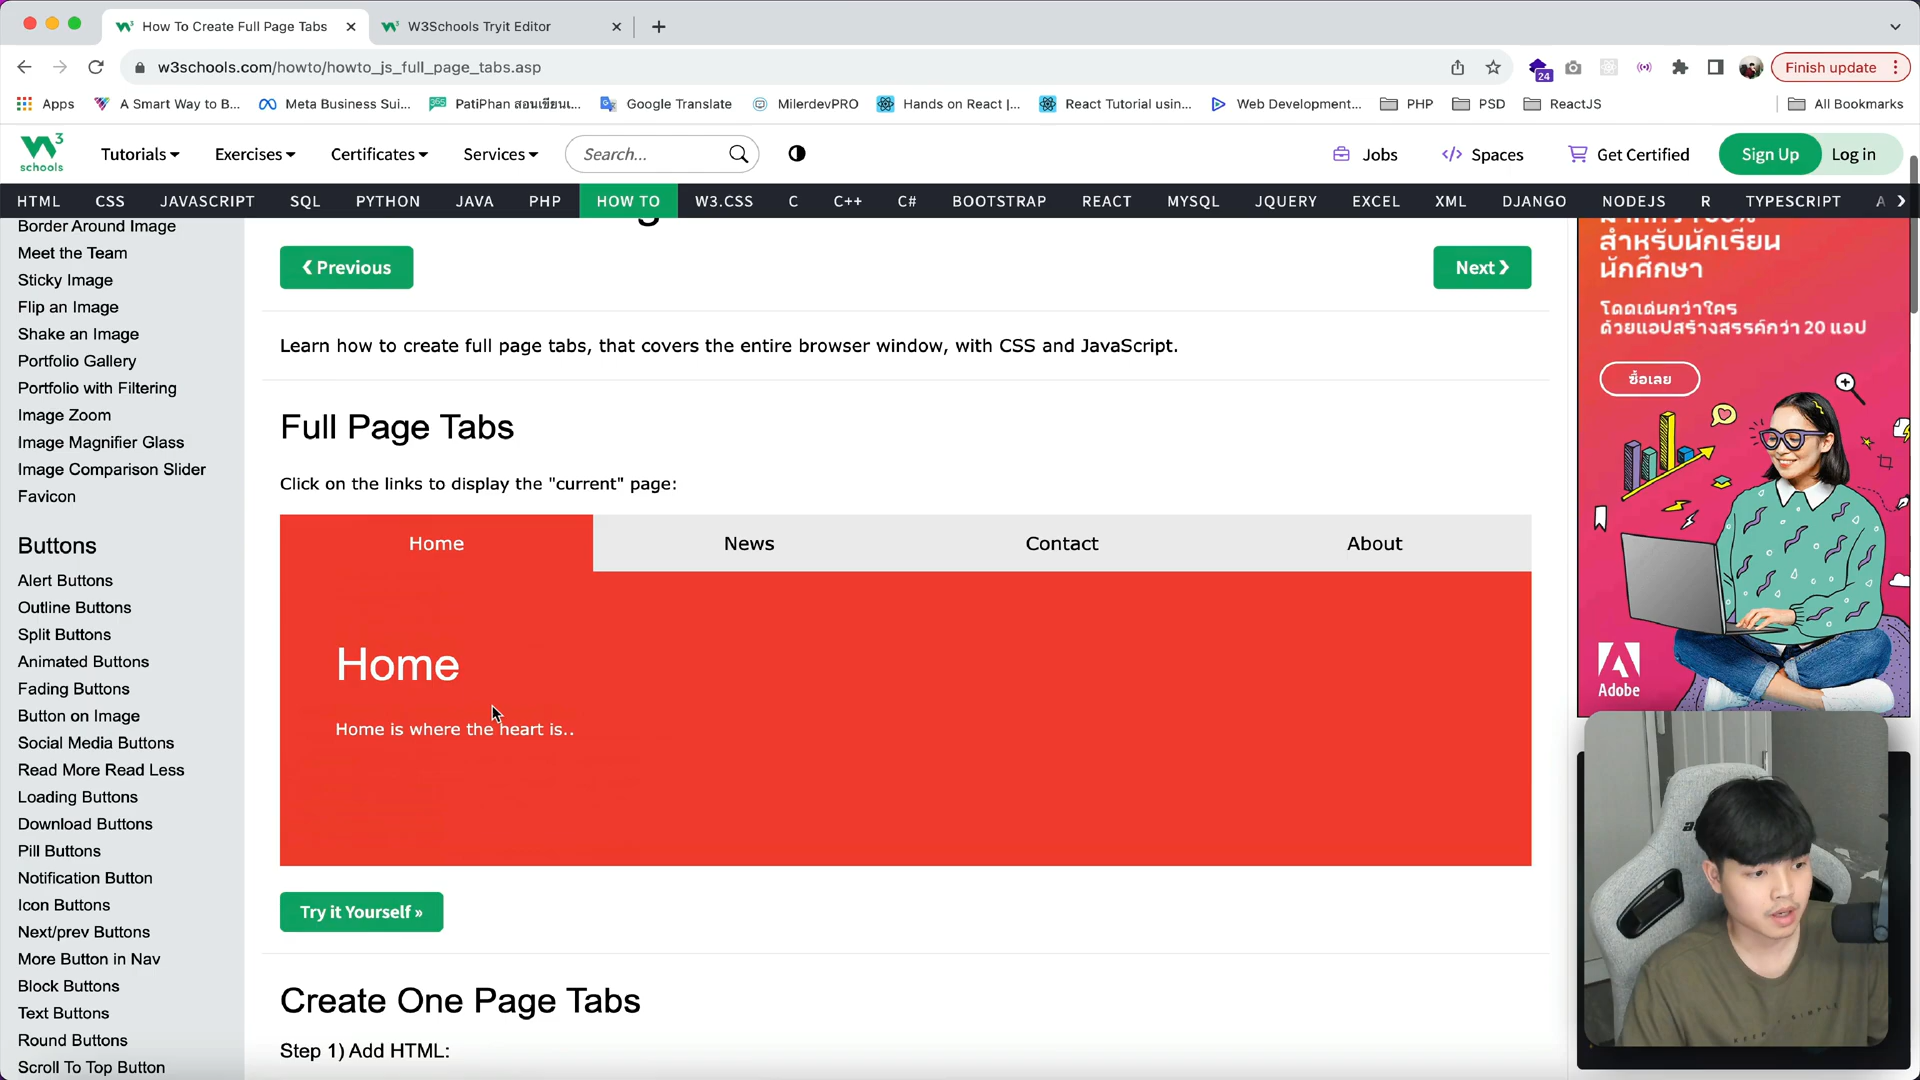 How To Create Full Page Tabs
W3Schools Tryit Editor
w3schools.com/howto/howto_js_full_page_tabs.asp
24
Finish update
Apps
A Smart Way to B...
Meta Business Sui...
PatiPhan สอนเขียน...
Google Translate
MilerdevPRO
Hands on React |...
React Tutorial usin...
Web Development...
PHP
PSD
ReactJS
All Bookmarks
schools
Tutorials
Exercises
Certificates
Services
Search...
Jobs
Spaces
Get Certified
Sign Up
Log in
HTML CSS JAVASCRIPT SQL PYTHON JAVA PHP HOW TO W3.CSS C C++ C# BOOTSTRAP REACT MYSQL JQUERY EXCEL XML DJANGO NODEJS R TYPESCRIPT
Border Around Image
Meet the Team
Sticky Image
Flip an Image
Shake an Image
Portfolio Gallery
Portfolio with Filtering
Image Zoom
Image Magnifier Glass
Image Comparison Slider
Favicon
Buttons
Alert Buttons
Outline Buttons
Split Buttons
Animated Buttons
Fading Buttons
Button on Image
Social Media Buttons
Read More Read Less
Loading Buttons
Download Buttons
Pill Buttons
Notification Button
Icon Buttons
Next/prev Buttons
More Button in Nav
Block Buttons
Text Buttons
Round Buttons
Scroll To Top Button
❮ Previous
Next ❯
Learn how to create full page tabs, that covers the entire browser window, with CSS and JavaScript.
Full Page Tabs
Click on the links to display the "current" page:
Home News Contact About
Home
Home is where the heart is..
Try it Yourself »
Create One Page Tabs
Step 1) Add HTML:
สำหรับนักเรียน
นักศึกษา
โดดเด่นกว่าใคร
ด้วยแอปสร้างสรรค์กว่า 20 แอป
ซื้อเลย
Adobe